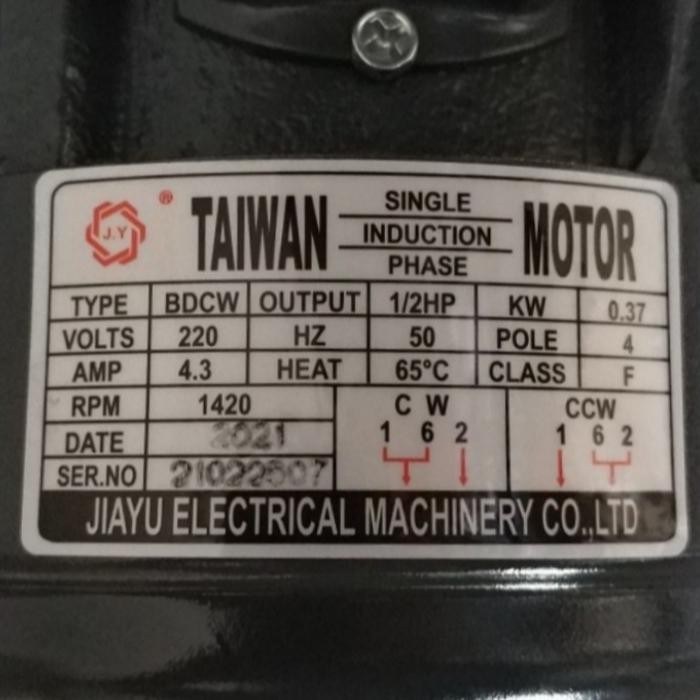 J.Y ® TAIWAN SINGLE INDUCTION PHASE MOTOR
TYPE BDCW OUTPUT 1/2HP KW 0.37
VOLTS 220 HZ 50 POLE 4
AMP 4.3 HEAT 65°C CLASS F
RPM 1420 C W CCW
DATE 2021 1 6 2 1 6 2
SER.NO 21022507
JIAYU ELECTRICAL MACHINERY CO.,LTD